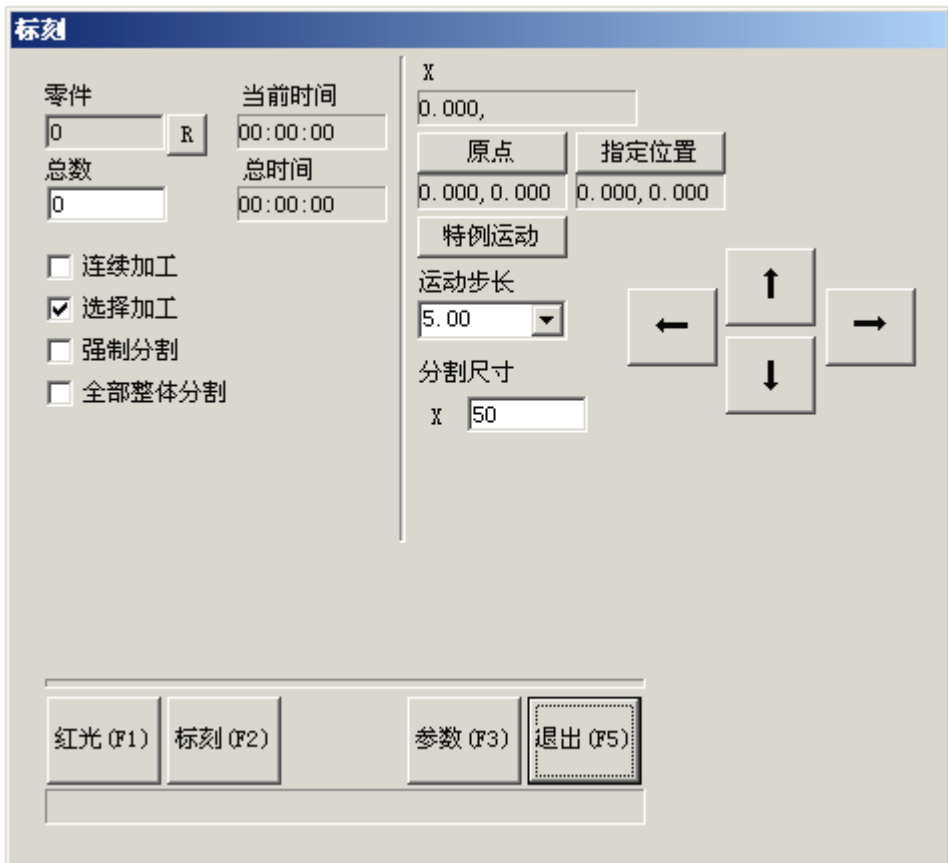 标刻
零件
当前时间
0
R
00:00:00
总数
总时间
0
00:00:00
连续加工
选择加工
强制分割
全部整体分割
X
0.000,
原点
指定位置
0.000,0.000
0.000,0.000
特例运动
运动步长
5.00
分割尺寸
X
50
红光(F1)
标刻(F2)
参数(F3)
退出(F5)